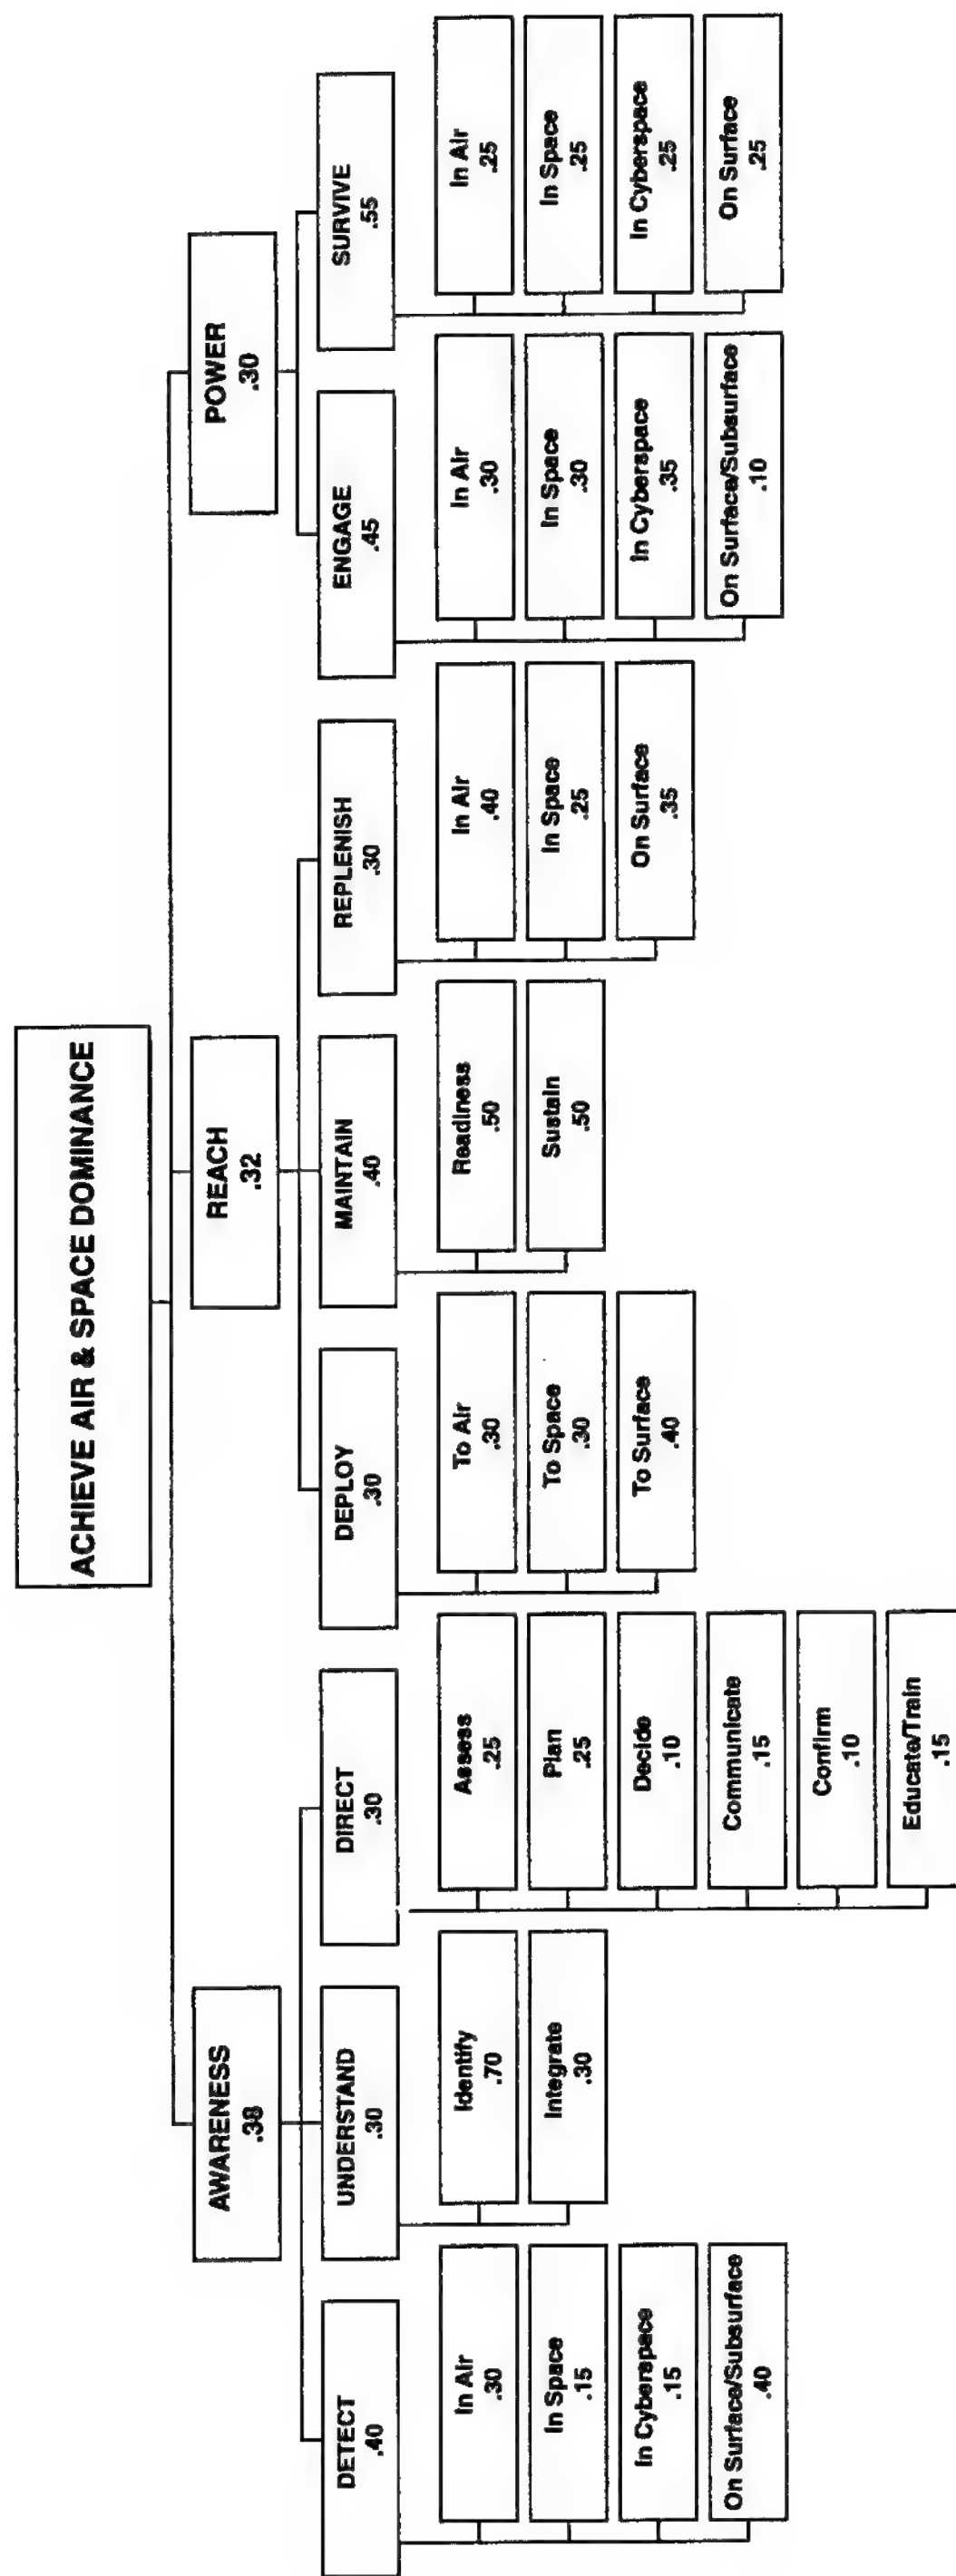 ACHIEVE AIR & SPACE DOMINANCE
AWARENESS
.38
REACH
.32
POWER
.30
DETECT
.40
UNDERSTAND
.30
DIRECT
.30
DEPLOY
.30
MAINTAIN
.40
REPLENISH
.30
ENGAGE
.45
SURVIVE
.55
In Air
.30
In Space
.15
In Cyberspace
.15
On Surface/Subsurface
.40
Identify
.70
Integrate
.30
Assess
.25
Plan
.25
Decide
.10
Communicate
.15
Confirm
.10
Educate/Train
.15
To Air
.30
To Space
.30
To Surface
.40
Readiness
.50
Sustain
.50
In Air
.40
In Space
.25
On Surface
.35
In Air
.30
In Space
.30
In Cyberspace
.35
On Surface/Subsurface
.10
In Air
.25
In Space
.25
In Cyberspace
.25
On Surface
.25